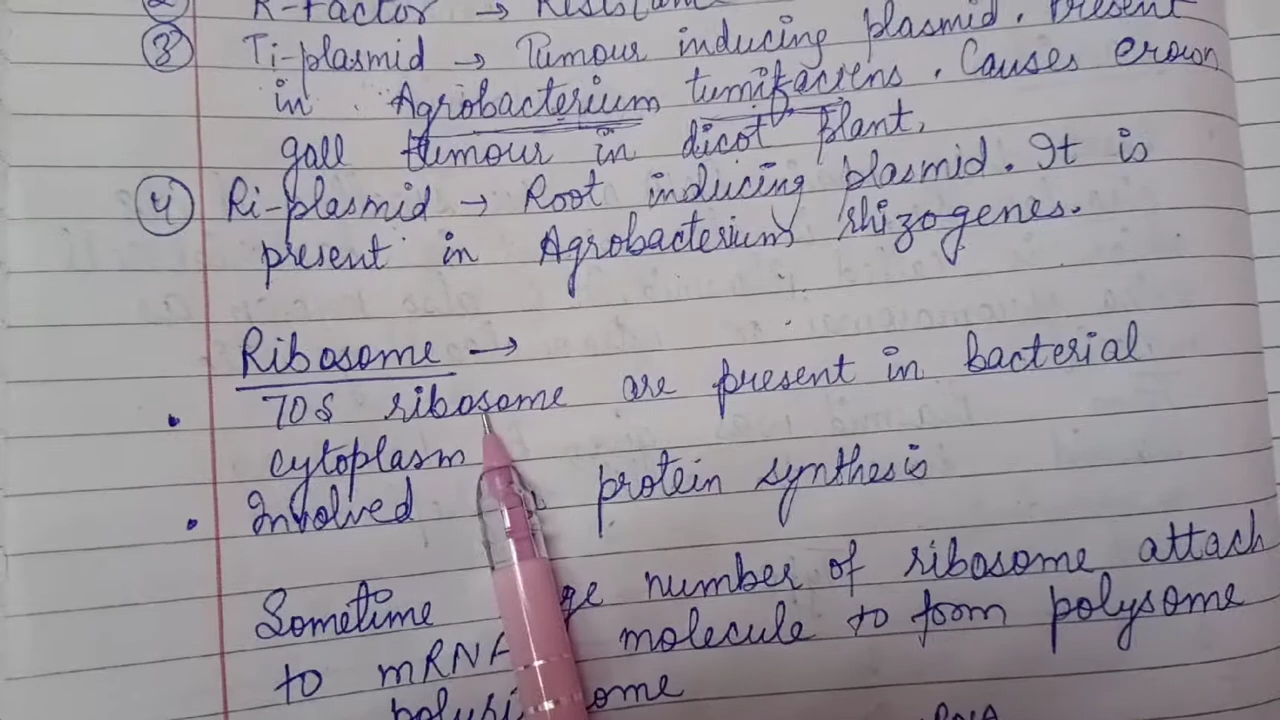 ② R-Factor →
③ Ti-plasmid → Tumour inducing plasmid. Present
in Agrobacterium tumifaciens. Causes crown
gall tumour in dicot plant.
④ Ri-plasmid → Root inducing plasmid. It is
present in Agrobacterium rhizogenes.
Ribosome →
• 70S ribosome are present in bacterial
cytoplasm
• Involved protein synthesis
Sometime number of ribosome attach
to mRNA molecule to form polysome